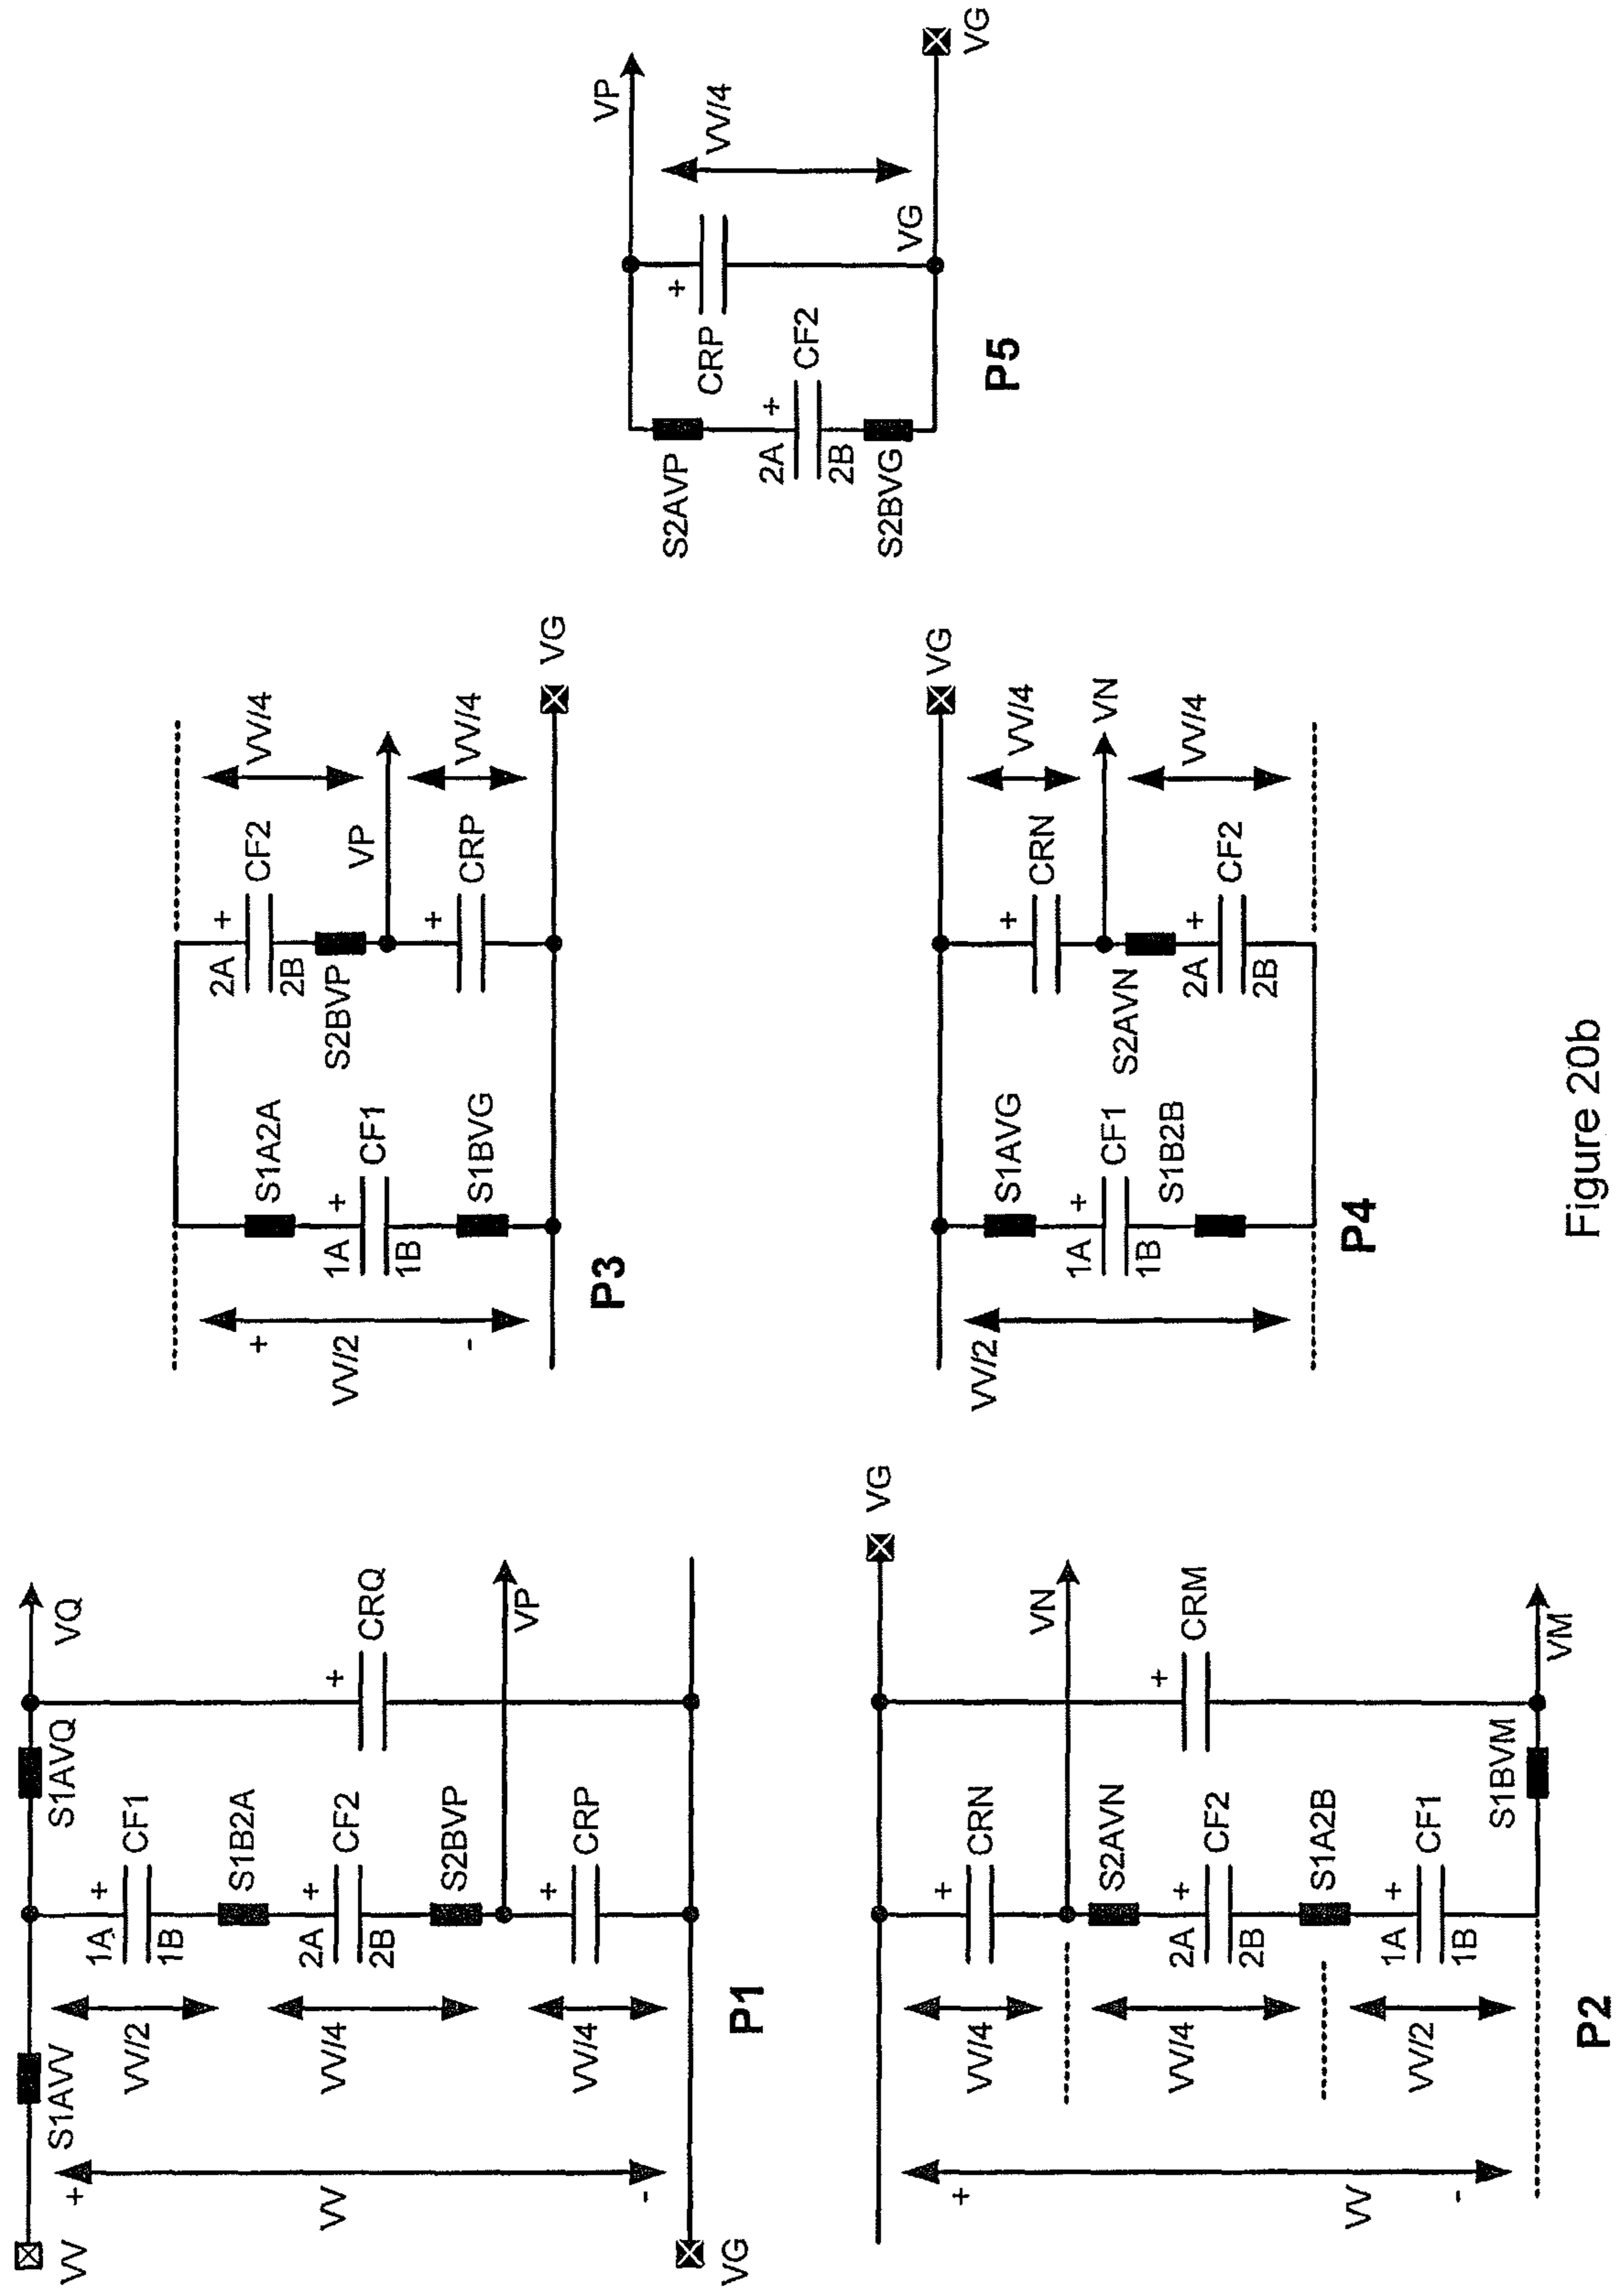 VV
+
S1AVV
S1AVQ
VQ
VV
+
-
VV/2
VV/4
VV/4
1A
+
CF1
1B
S1B2A
2A
+
CF2
2B
S2BVP
VP
+
CRP
+
CRQ
VG
P1
VG
+
VV
-
VV/4
VV/4
VV/2
+
CRN
VN
S2AVN
2A
+
CF2
2B
S1A2B
1A
+
CF1
1B
+
CRM
S1BVM
VM
P2
+
VV/2
-
S1A2A
1A
+
CF1
1B
S1BVG
2A
+
CF2
2B
S2BVP
VP
+
CRP
VV/4
VV/4
VG
P3
VV/2
S1AVG
1A
+
CF1
1B
S1B2B
+
CRN
S2AVN
2A
+
CF2
2B
VG
VV/4
VN
VV/4
P4
S2AVP
2A
+
CF2
2B
S2BVG
+
CRP
VP
VV/4
VG
VG
P5
Figure 20b